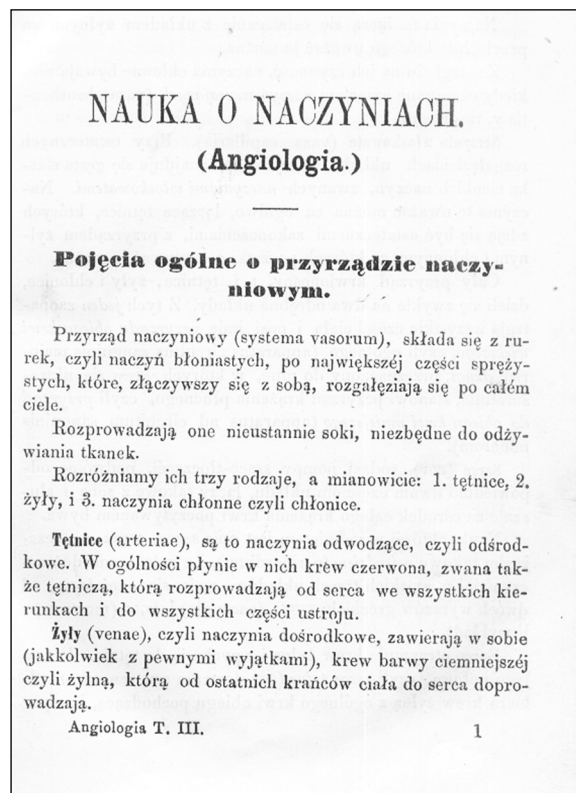 NAUKA O NACZYNIACH.
(Angiologia.)
Pojęcia ogólne o przyrządzie naczy-
niowym.
Przyrząd naczyniowy (systema vasorum), składa się z ru-
rek, czyli naczyń błoniastych, po największéj części spręży-
stych, które, złączywszy się z sobą, rozgałęziają się po całém
ciele.
Rozprowadzają one nieustannie soki, niezbędne do odży-
wiania tkanek.
Rozróżniamy ich trzy rodzaje, a mianowicie: 1. tętnice, 2.
żyły, i 3. naczynia chłonne czyli chłonice.
Tętnice (arteriae), są to naczynia odwodzące, czyli odśrod-
kowe. W ogólności płynie w nich krew czerwona, zwana tak-
że tętniczą, którą rozprowadzają od serca we wszystkich kie-
runkach i do wszystkich części ustroju.
Żyły (venae), czyli naczynia dośrodkowe, zawierają w sobie
(jakkolwiek z pewnymi wyjątkami), krew barwy ciemniejszéj
czyli żylną, którą od ostatnich krańców ciała do serca dopro-
wadzają.
Angiologia T. III. 1